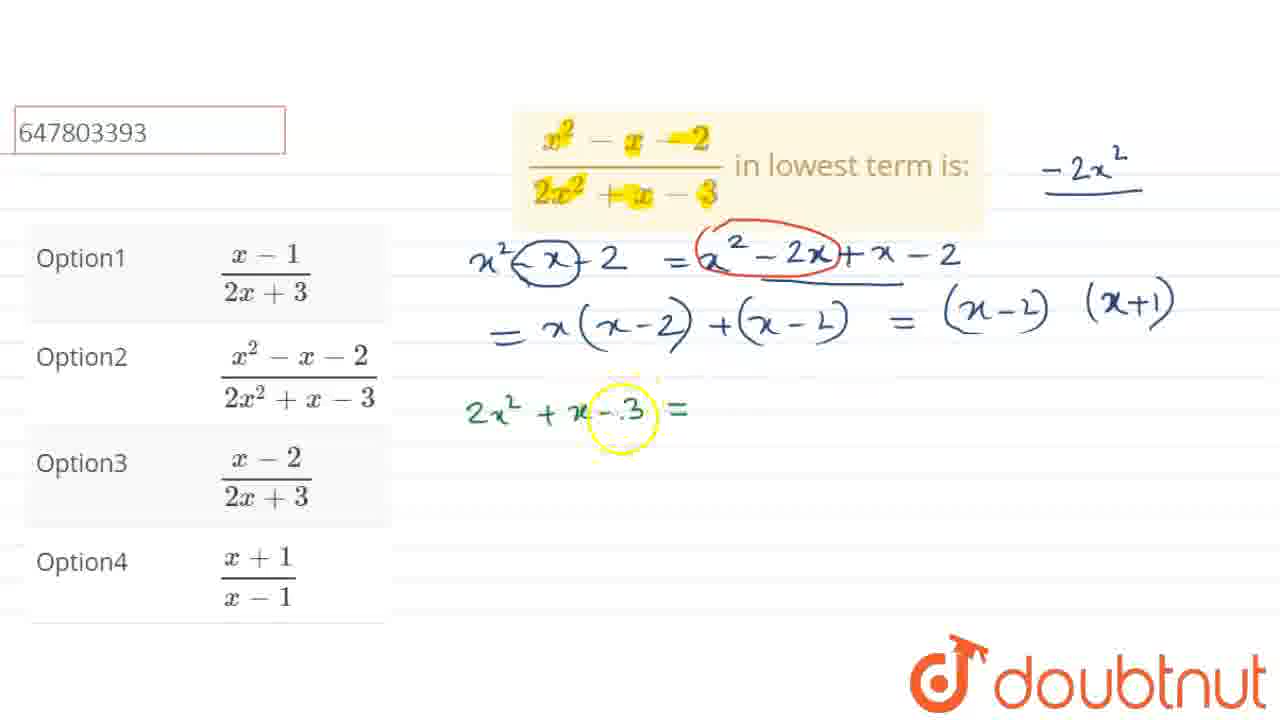 647803393
x² − x − 2 / 2x² + x − 3 in lowest term is:
− 2x²
Option1 x − 1 / 2x + 3
Option2 x² − x − 2 / 2x² + x − 3
Option3 x − 2 / 2x + 3
Option4 x + 1 / x − 1
x² − x − 2 = x² − 2x + x − 2
= x(x − 2) + (x − 2) = (x − 2) (x + 1)
2x² + x − 3 =
doubtnut